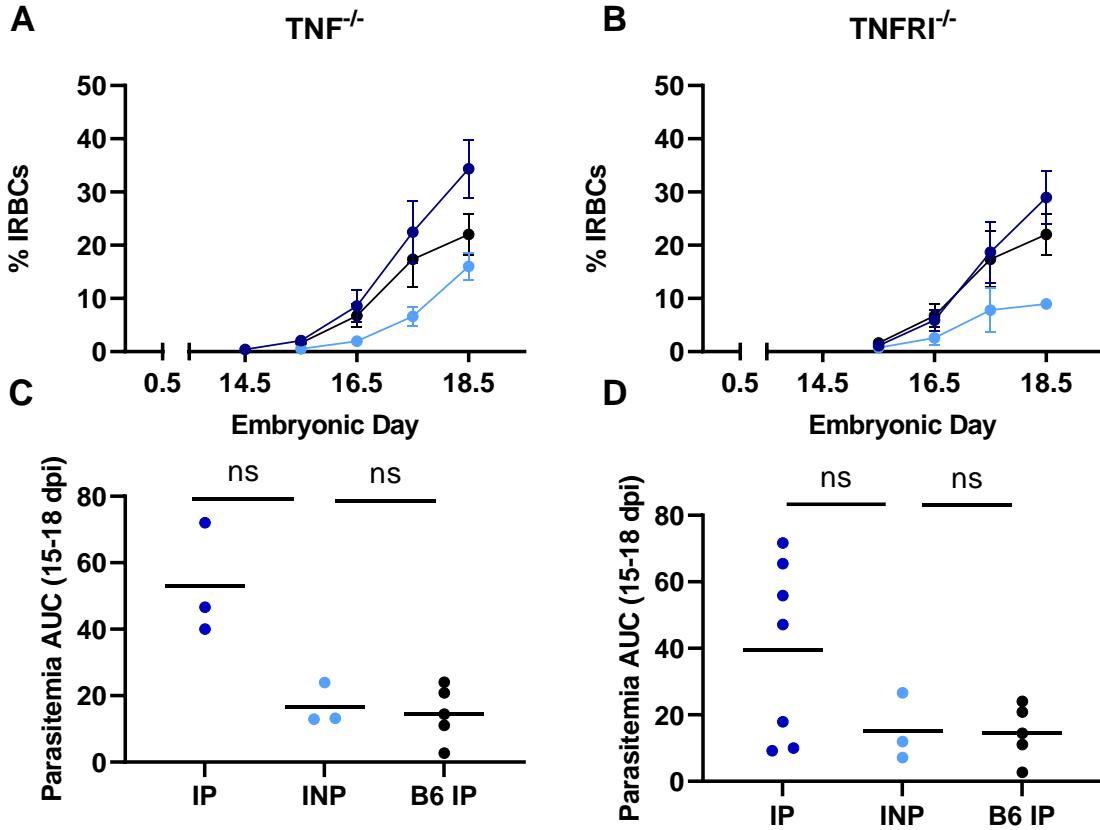 A
TNF-/-
50
40
30
20
10
0
% IRBCs
0.5 14.5 16.5 18.5
Embryonic Day
B
TNFRI-/-
50
40
30
20
10
0
% IRBCs
0.5 14.5 16.5 18.5
Embryonic Day
C
ns ns
80
60
40
20
0
Parasitemia AUC (15-18 dpi)
IP INP B6 IP
D
ns ns
80
60
40
20
0
Parasitemia AUC (15-18 dpi)
IP INP B6 IP